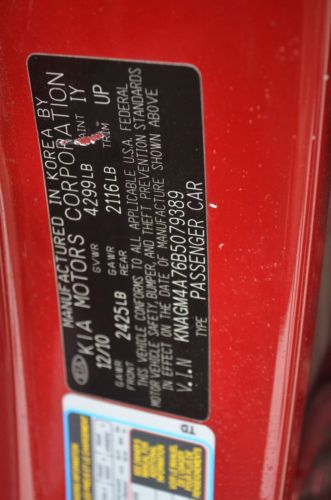 MANUFACTURED IN KOREA BY
KIA MOTORS CORPORATION
12/10 GVWR 4299LB PAINT IY
GAWR FRONT 2425LB GAWR REAR 2116LB TRIM UP
THIS VEHICLE CONFORMS TO ALL APPLICABLE U.S.A. FEDERAL
MOTOR VEHICLE SAFETY, BUMPER, AND THEFT PREVENTION STANDARDS
IN EFFECT ON THE DATE OF MANUFACTURE SHOWN ABOVE
V.I.N KNAGM4A76B5079389
TYPE PASSENGER CAR